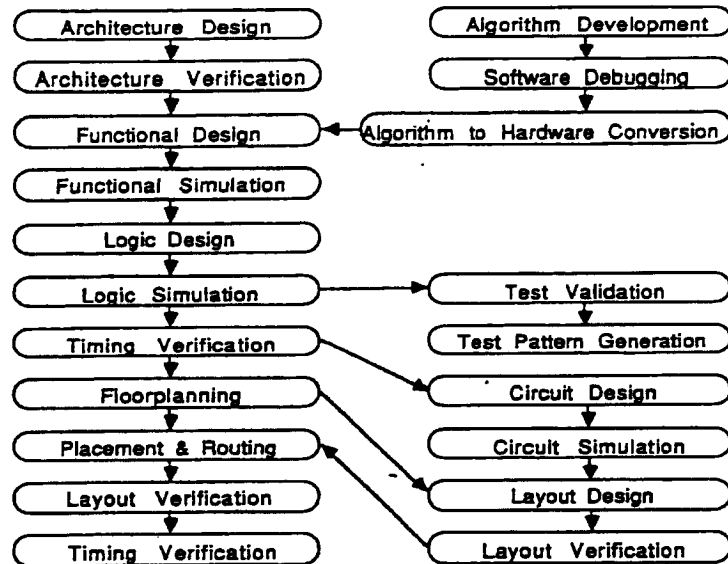 Architecture Design
Architecture Verification
Functional Design
Functional Simulation
Logic Design
Logic Simulation
Timing Verification
Floorplanning
Placement & Routing
Layout Verification
Timing Verification
Algorithm Development
Software Debugging
Algorithm to Hardware Conversion
Test Validation
Test Pattern Generation
Circuit Design
Circuit Simulation
Layout Design
Layout Verification